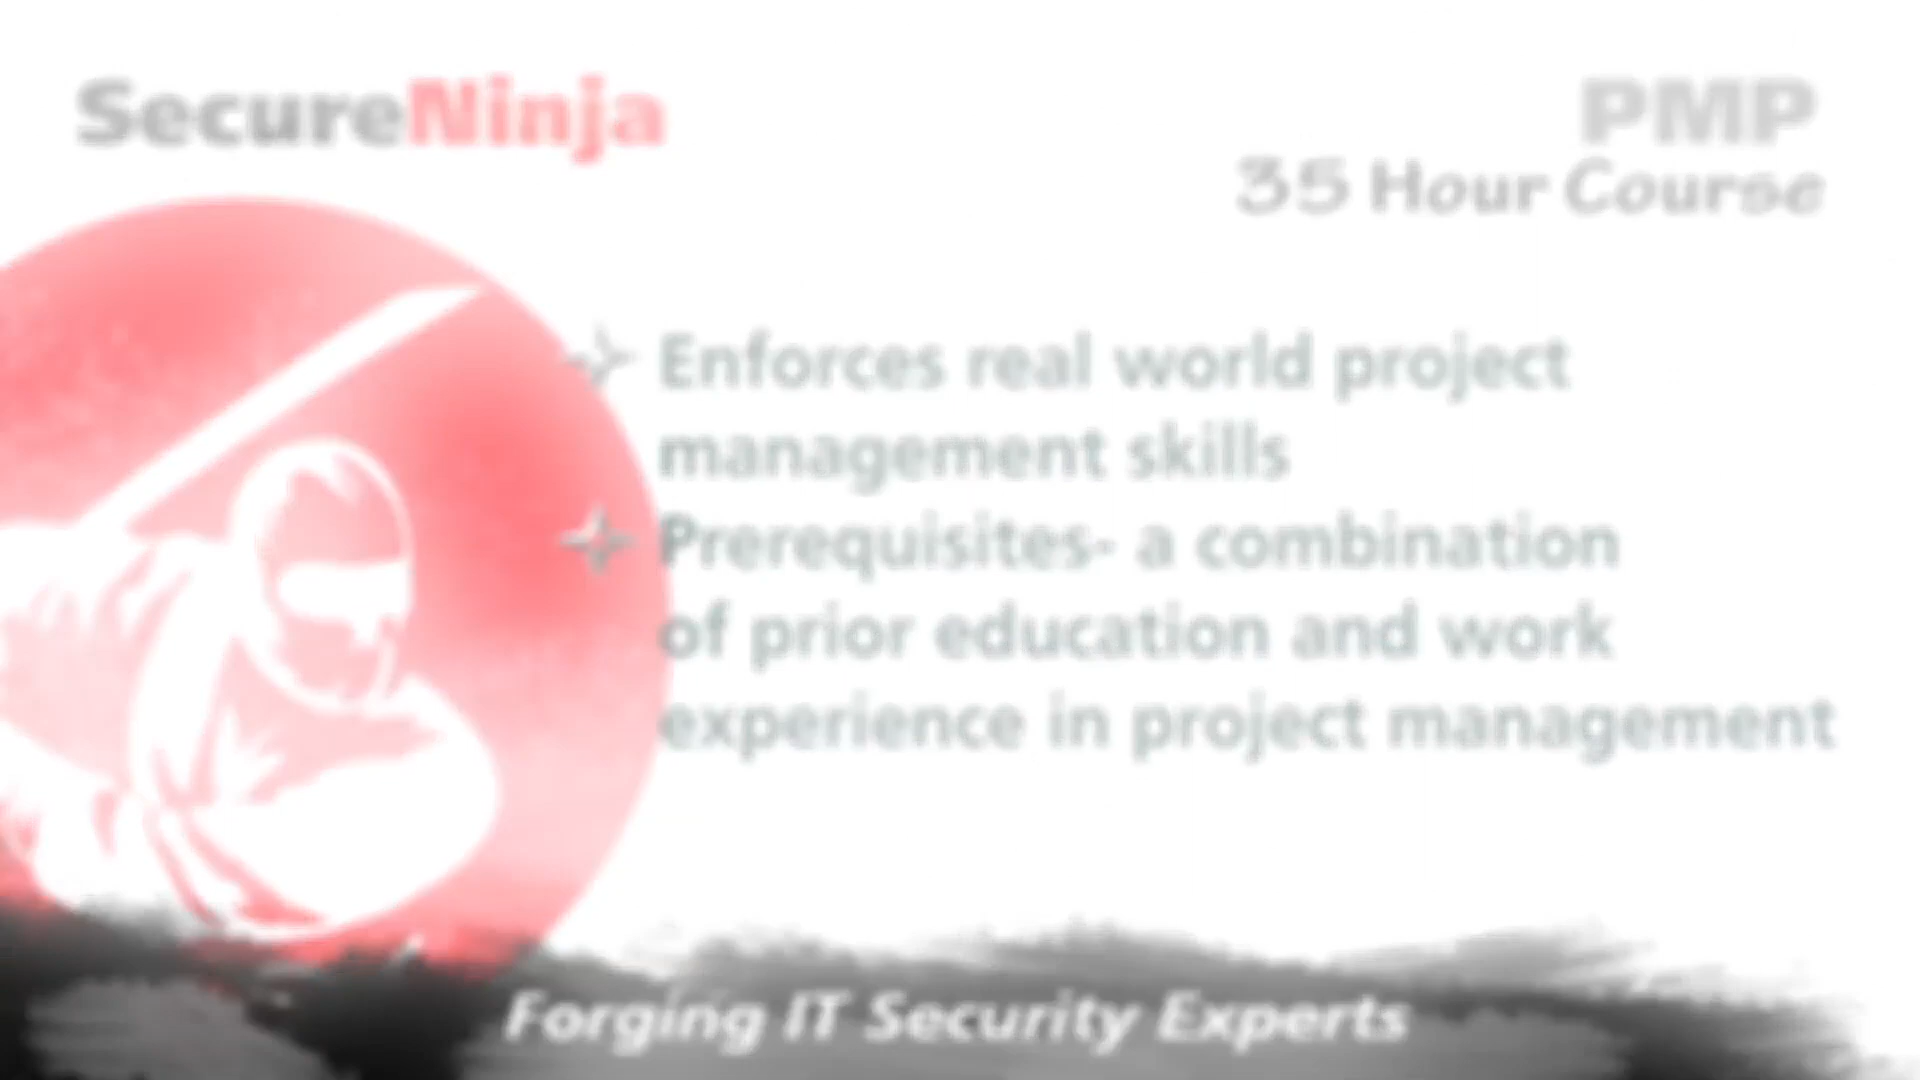 SecureNinja
PMP
35 Hour Course
Enforces real world project
management skills
Prerequisites- a combination
of prior education and work
experience in project management
Forging IT Security Experts